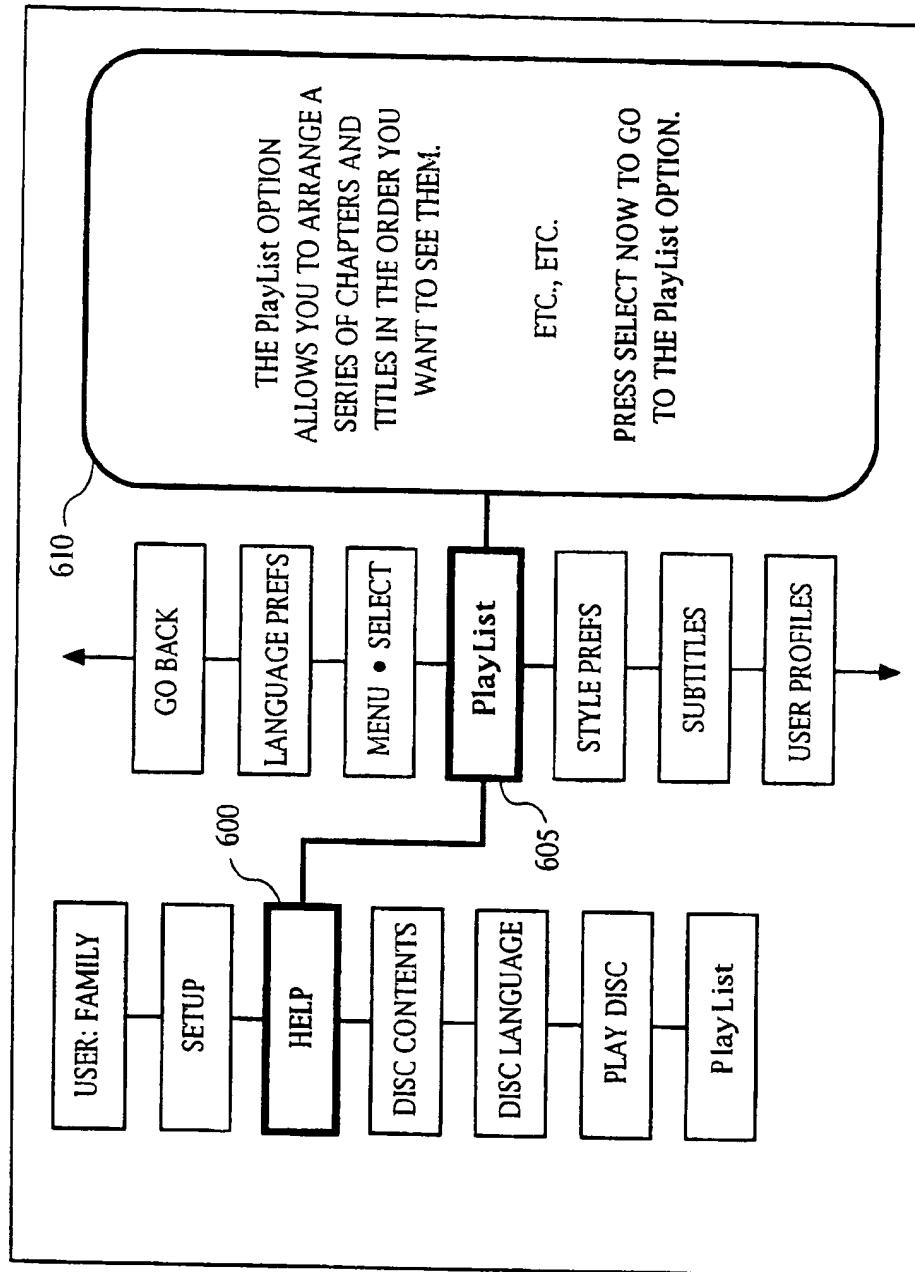 USER: FAMILY
SETUP
HELP
600
DISC CONTENTS
DISC LANGUAGE
PLAY DISC
PlayList
GO BACK
LANGUAGE PREFS
MENU • SELECT
PlayList
605
STYLE PREFS
SUBTITLES
USER PROFILES
610
THE PlayList OPTION
ALLOWS YOU TO ARRANGE A
SERIES OF CHAPTERS AND
TITLES IN THE ORDER YOU
WANT TO SEE THEM.
ETC., ETC.
PRESS SELECT NOW TO GO
TO THE PlayList OPTION.